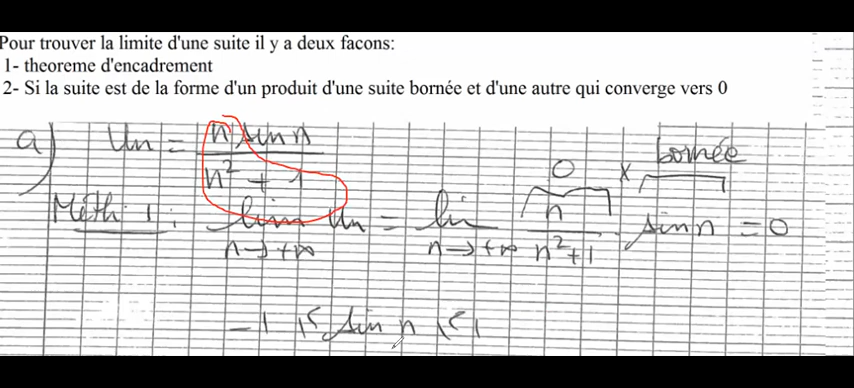 Pour trouver la limite d'une suite il y a deux facons:
1- theoreme d'encadrement
2- Si la suite est de la forme d'un produit d'une suite bornée et d'une autre qui converge vers 0
a) Un = n sin n / n² + 1
0 x bornée
Méth 1 : lim Un = lim n / n²+1 . sin n = 0
n→+∞ n→+∞
-1 ≤ sin n ≤ 1